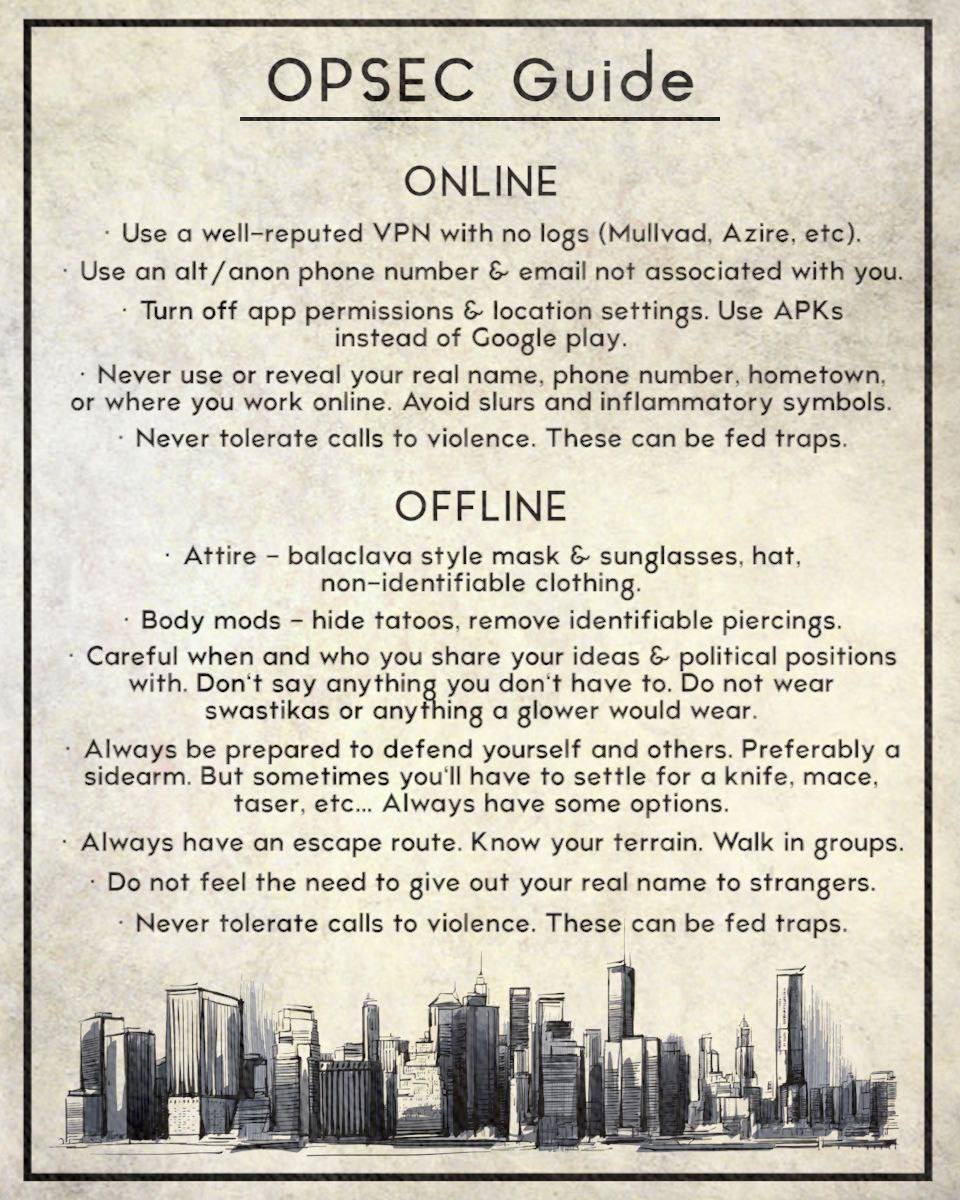 OPSEC Guide
ONLINE
· Use a well-reputed VPN with no logs (Mullvad, Azire, etc).
· Use an alt/anon phone number & email not associated with you.
· Turn off app permissions & location settings. Use APKs
instead of Google play.
· Never use or reveal your real name, phone number, hometown,
or where you work online. Avoid slurs and inflammatory symbols.
· Never tolerate calls to violence. These can be fed traps.
OFFLINE
· Attire - balaclava style mask & sunglasses, hat,
non-identifiable clothing.
· Body mods - hide tatoos, remove identifiable piercings.
· Careful when and who you share your ideas & political positions
with. Don't say anything you don't have to. Do not wear
swastikas or anything a glower would wear.
· Always be prepared to defend yourself and others. Preferably a
sidearm. But sometimes you'll have to settle for a knife, mace,
taser, etc... Always have some options.
· Always have an escape route. Know your terrain. Walk in groups.
· Do not feel the need to give out your real name to strangers.
· Never tolerate calls to violence. These can be fed traps.